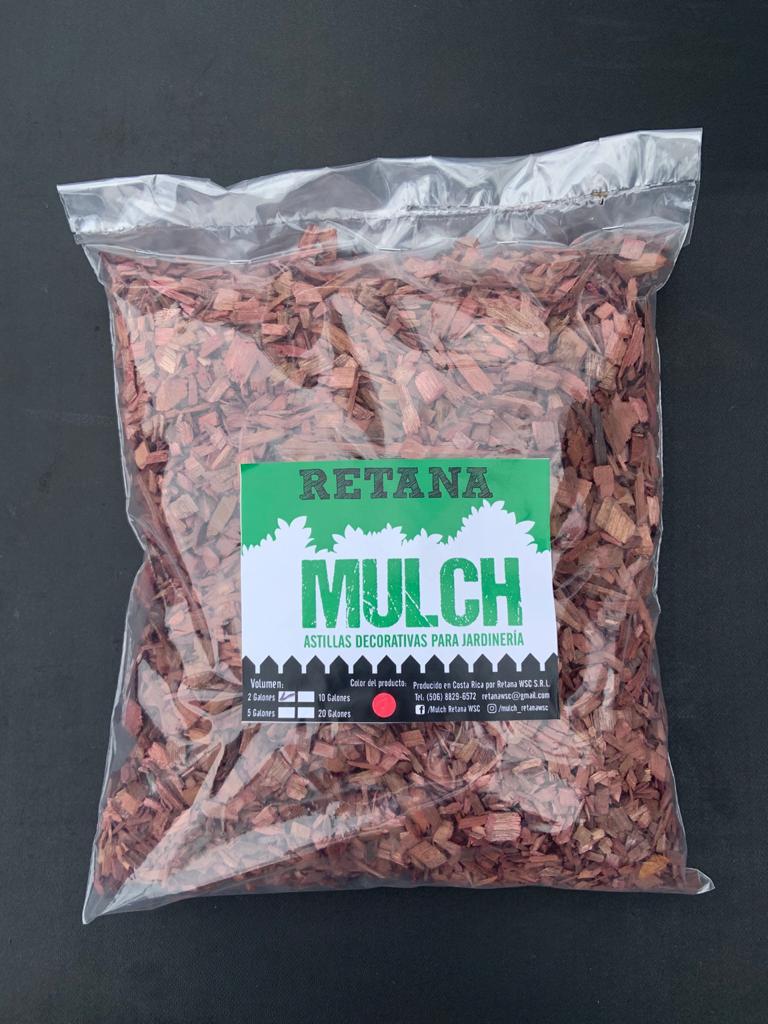 RETANA
MULCH
ASTILLAS DECORATIVAS PARA JARDINERÍA
Volumen:
2 Galones
10 Galones
5 Galones
20 Galones
Color del producto:
Producido en Costa Rica por Retana WSC S.R.L.
Tel: (506) 8829-6572 retanawsc@gmail.com
/Mulch Retana WSC /mulch_retanawsc